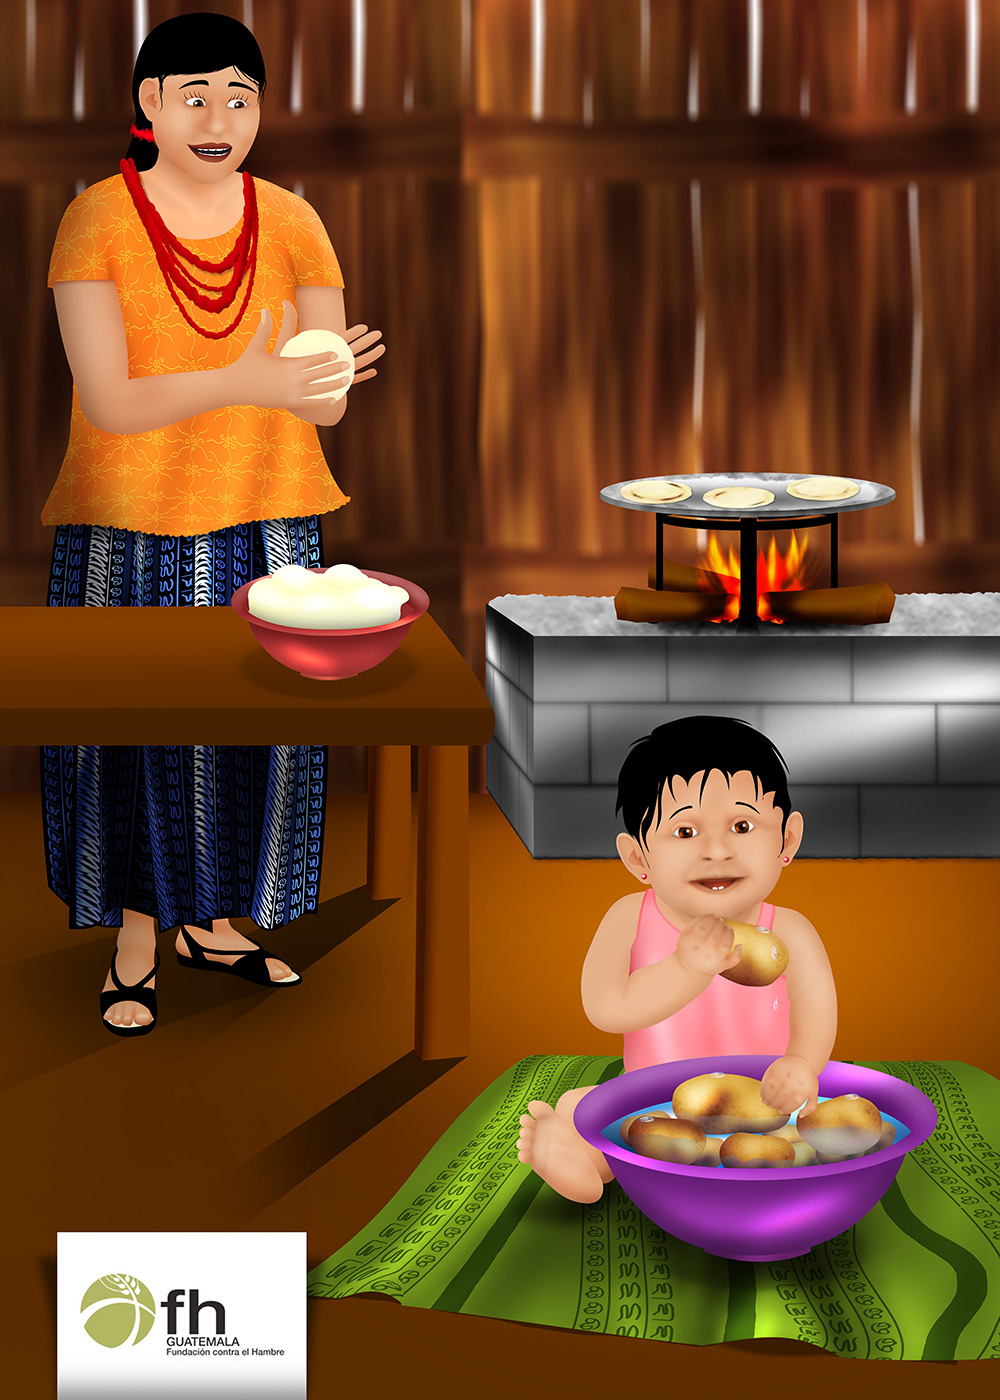 fh
GUATEMALA
Fundación contra el Hambre